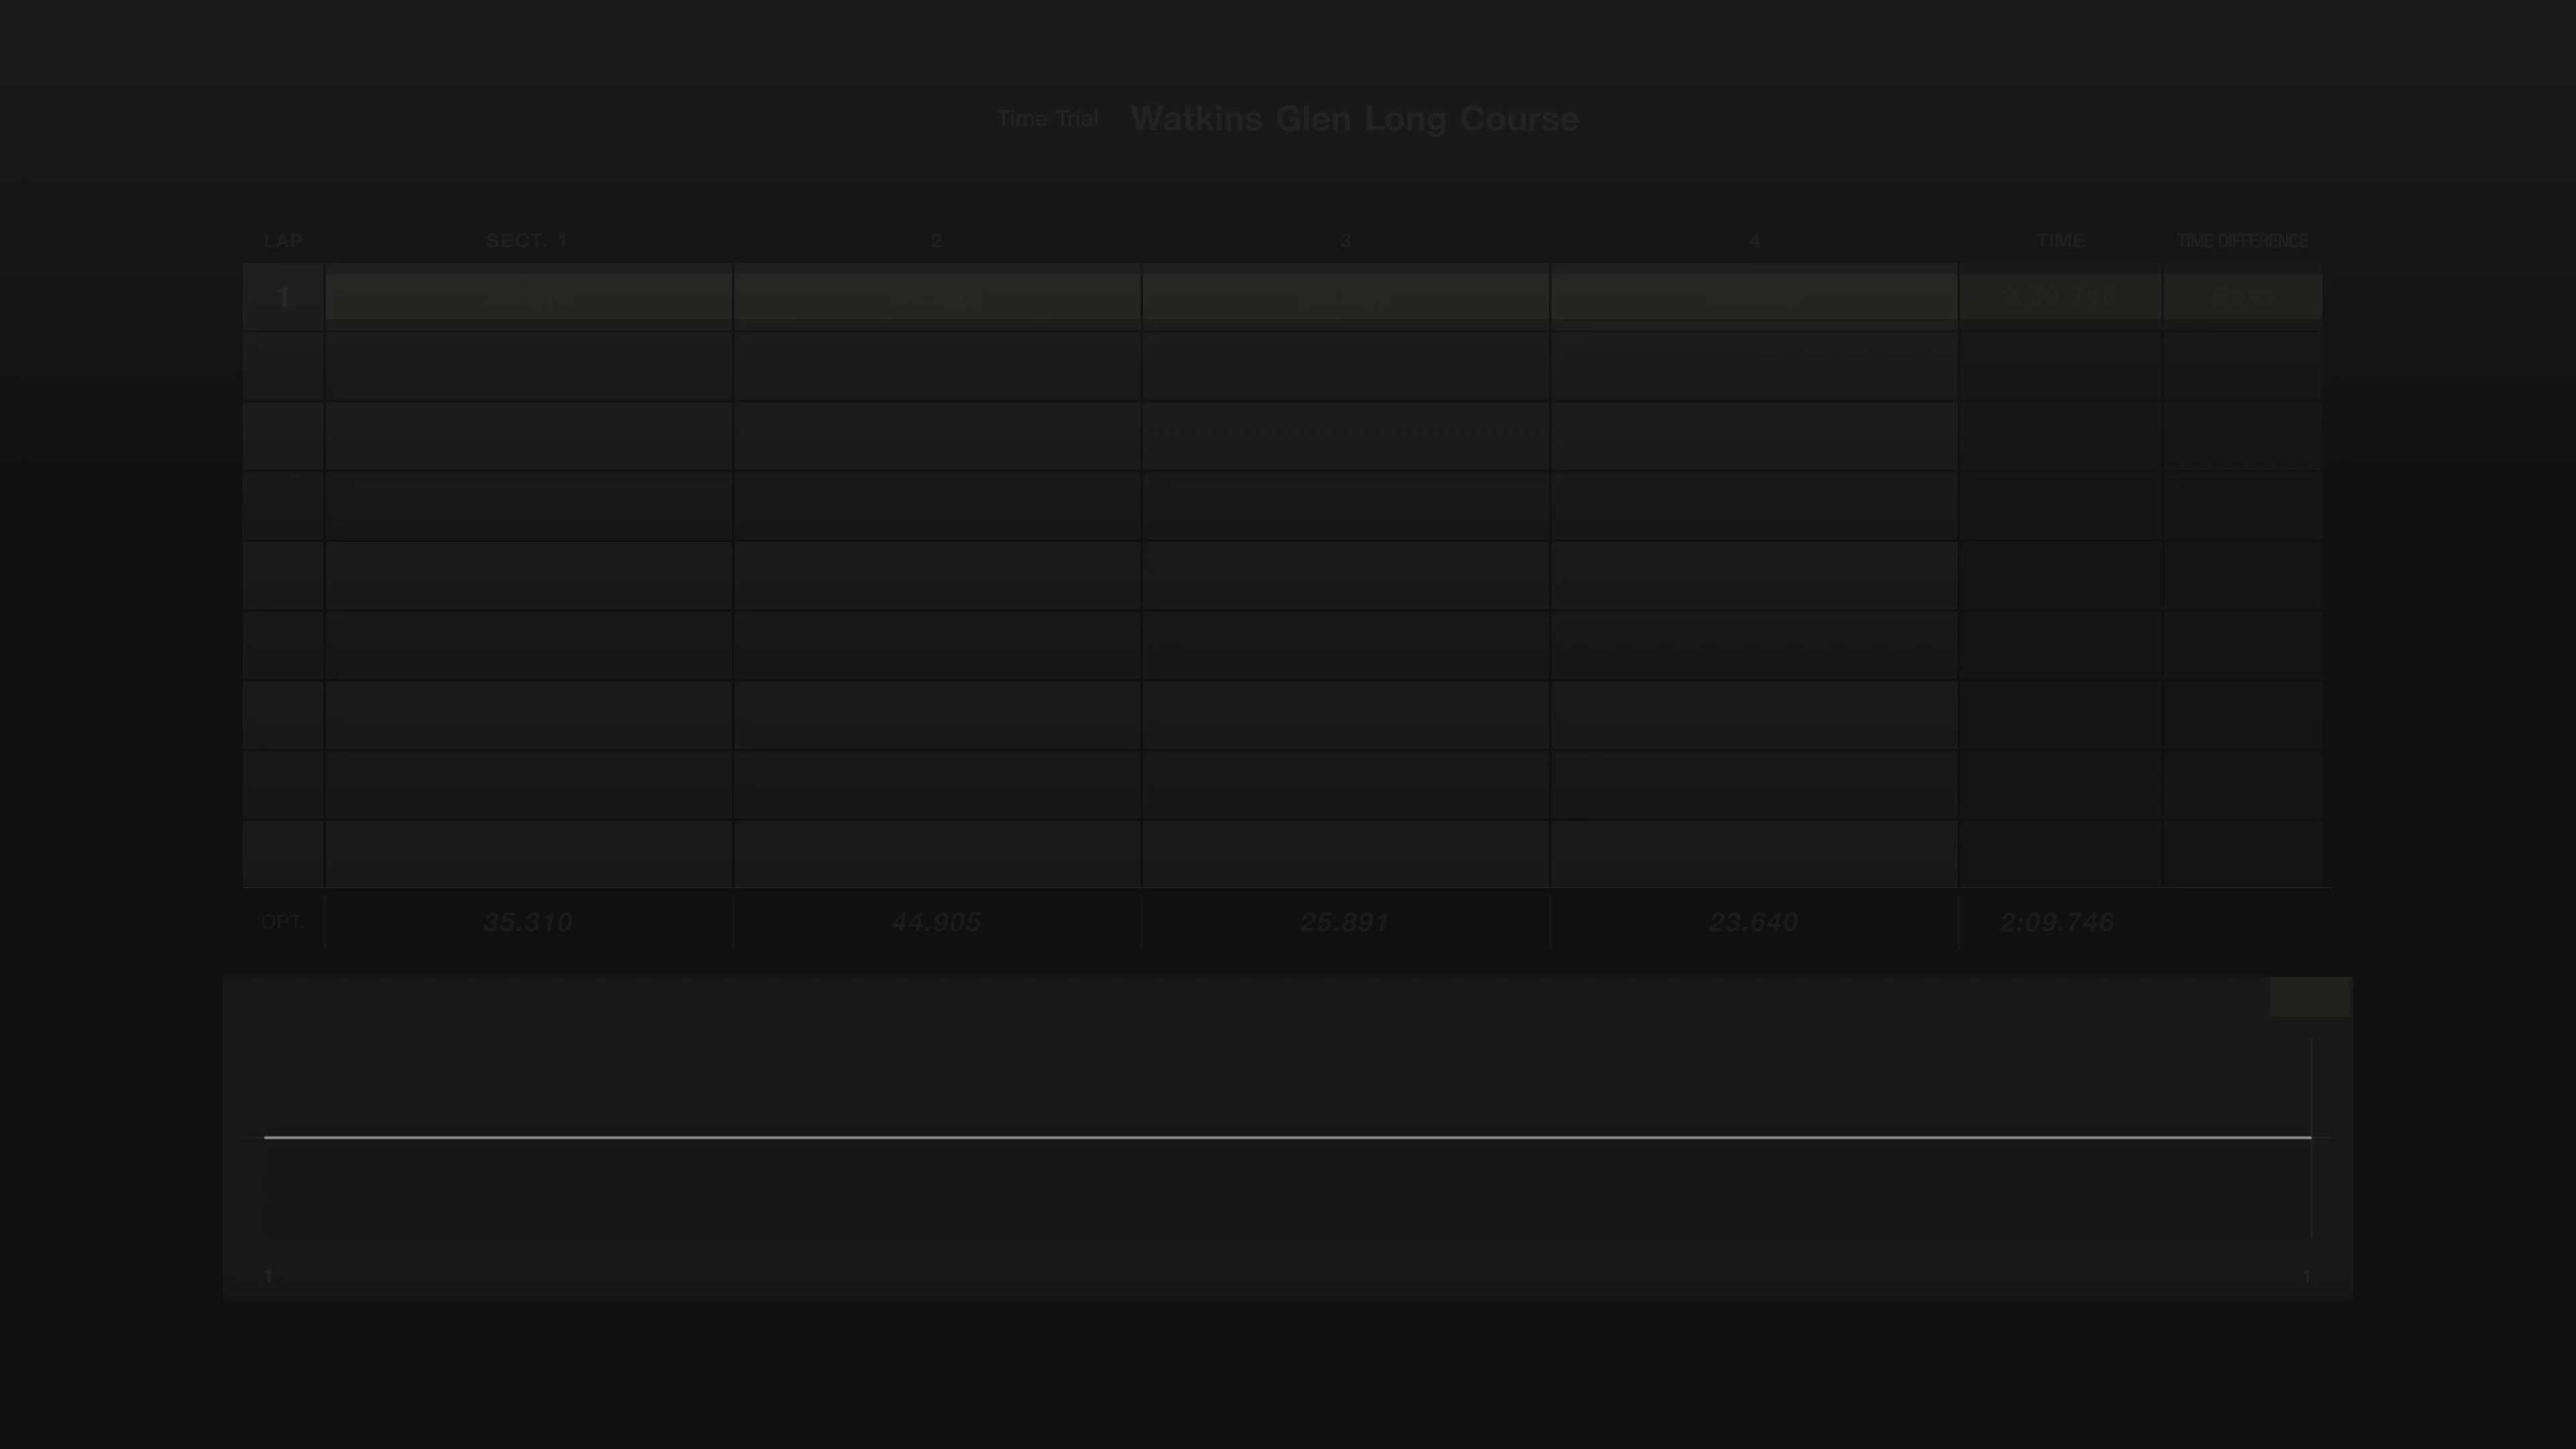 Time Trial Watkins Glen Long Course
LAP SECT. 1 2 3 4 TIME TIME DIFFERENCE
1
OPT. 35.310 44.905 25.891 23.640 2:09.746
1 1